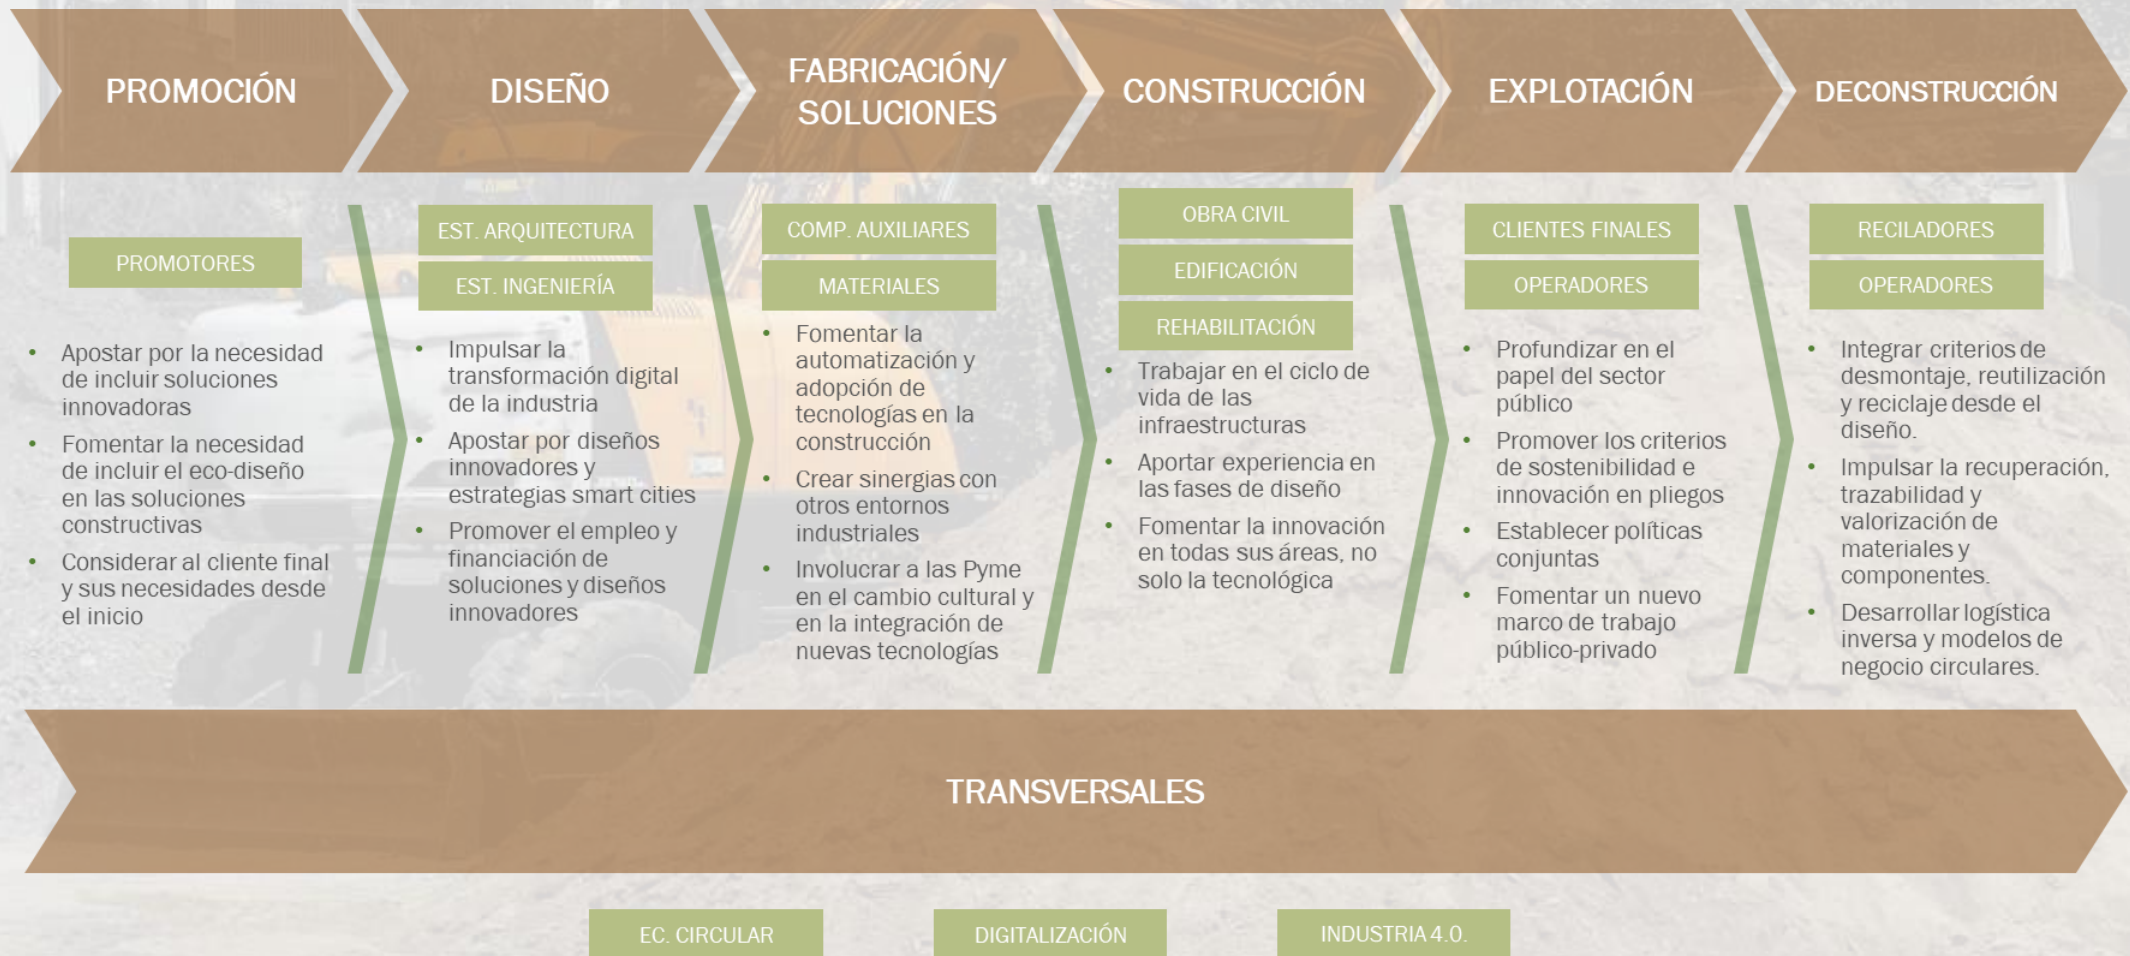 PROMOCIÓN
DISEÑO
FABRICACIÓN/
SOLUCIONES
CONSTRUCCIÓN
EXPLOTACIÓN
DECONSTRUCCIÓN
PROMOTORES
• Apostar por la necesidad
de incluir soluciones
innovadoras
• Fomentar la necesidad
de incluir el eco-diseño
en las soluciones
constructivas
• Considerar al cliente final
y sus necesidades desde
el inicio
EST. ARQUITECTURA
EST. INGENIERÍA
• Impulsar la
transformación digital
de la industria
• Apostar por diseños
innovadores y
estrategias smart cities
• Promover el empleo y
financiación de
soluciones y diseños
innovadores
COMP. AUXILIARES
MATERIALES
• Fomentar la
automatización y
adopción de
tecnologías en la
construcción
• Crear sinergias con
otros entornos
industriales
• Involucrar a las Pyme
en el cambio cultural y
en la integración de
nuevas tecnologías
OBRA CIVIL
EDIFICACIÓN
REHABILITACIÓN
• Trabajar en el ciclo de
vida de las
infraestructuras
• Aportar experiencia en
las fases de diseño
• Fomentar la innovación
en todas sus áreas, no
solo la tecnológica
CLIENTES FINALES
OPERADORES
• Profundizar en el
papel del sector
público
• Promover los criterios
de sostenibilidad e
innovación en pliegos
• Establecer políticas
conjuntas
• Fomentar un nuevo
marco de trabajo
público-privado
RECILADORES
OPERADORES
• Integrar criterios de
desmontaje, reutilización
y reciclaje desde el
diseño.
• Impulsar la recuperación,
trazabilidad y
valorización de
materiales y
componentes.
• Desarrollar logística
inversa y modelos de
negocio circulares.
TRANSVERSALES
EC. CIRCULAR
DIGITALIZACIÓN
INDUSTRIA 4.0.